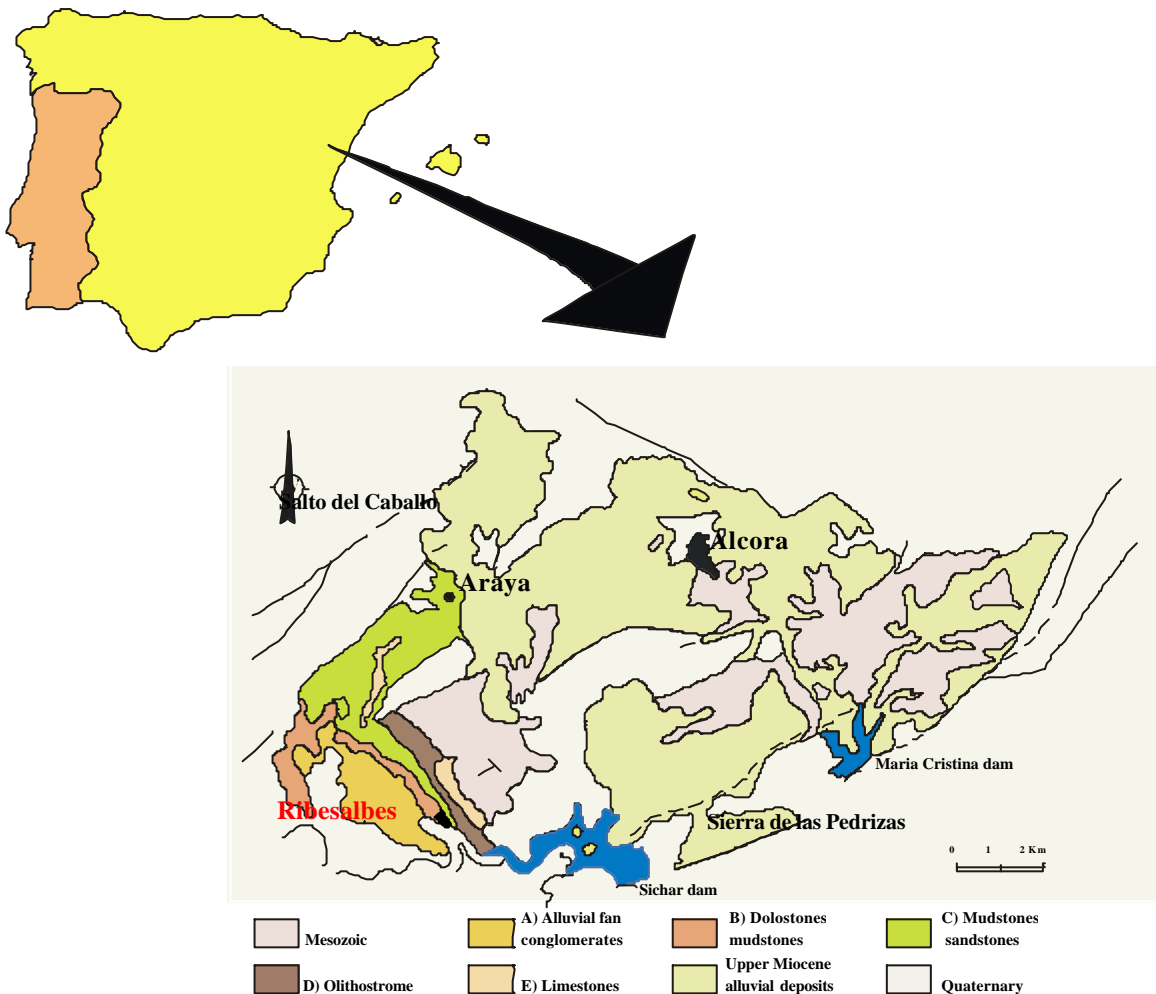 Salto del Caballo
Alcora
Araya
Maria Cristina dam
Ribesalbes
Sierra de las Pedrizas
0 1 2 Km
Sichar dam
Mesozoic
A) Alluvial fan
conglomerates
B) Dolostones
mudstones
C) Mudstones
sandstones
D) Olithostrome
E) Limestones
Upper Miocene
alluvial deposits
Quaternary